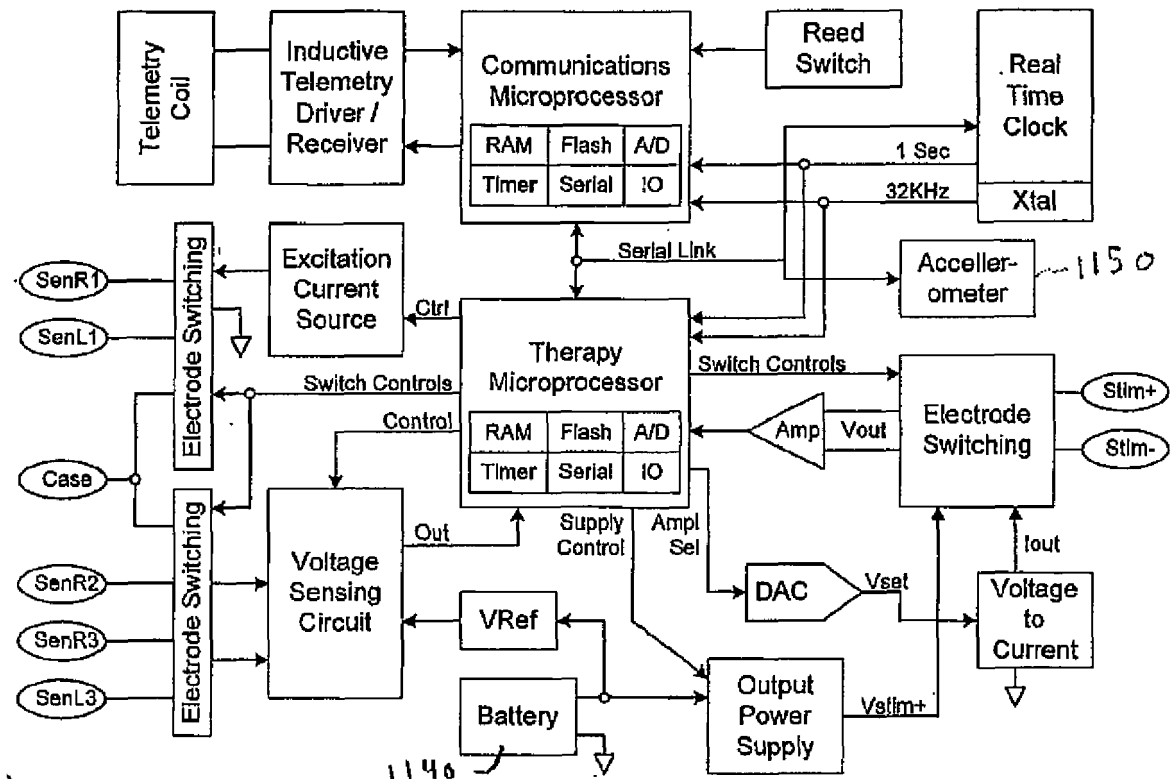 Telemetry
Coil
Inductive
Telemetry
Driver /
Receiver
Communications
Microprocessor
RAM Flash A/D
Timer Serial IO
Reed
Switch
Real
Time
Clock
Xtal
1 Sec
32KHz
Serial Link
Acceller-
ometer
1150
SenR1
SenL1
Electrode Switching
Excitation
Current
Source
Ctrl
Therapy
Microprocessor
RAM Flash A/D
Timer Serial IO
Switch Controls
Control
Switch Controls
Amp
Vout
Electrode
Switching
Stim+
Stim-
Case
SenR2
SenR3
SenL3
Electrode Switching
Voltage
Sensing
Circuit
Out
Supply
Control
Ampl
Sel
DAC
Vset
Iout
Voltage
to
Current
VRef
Battery
1140
Output
Power
Supply
Vstim+